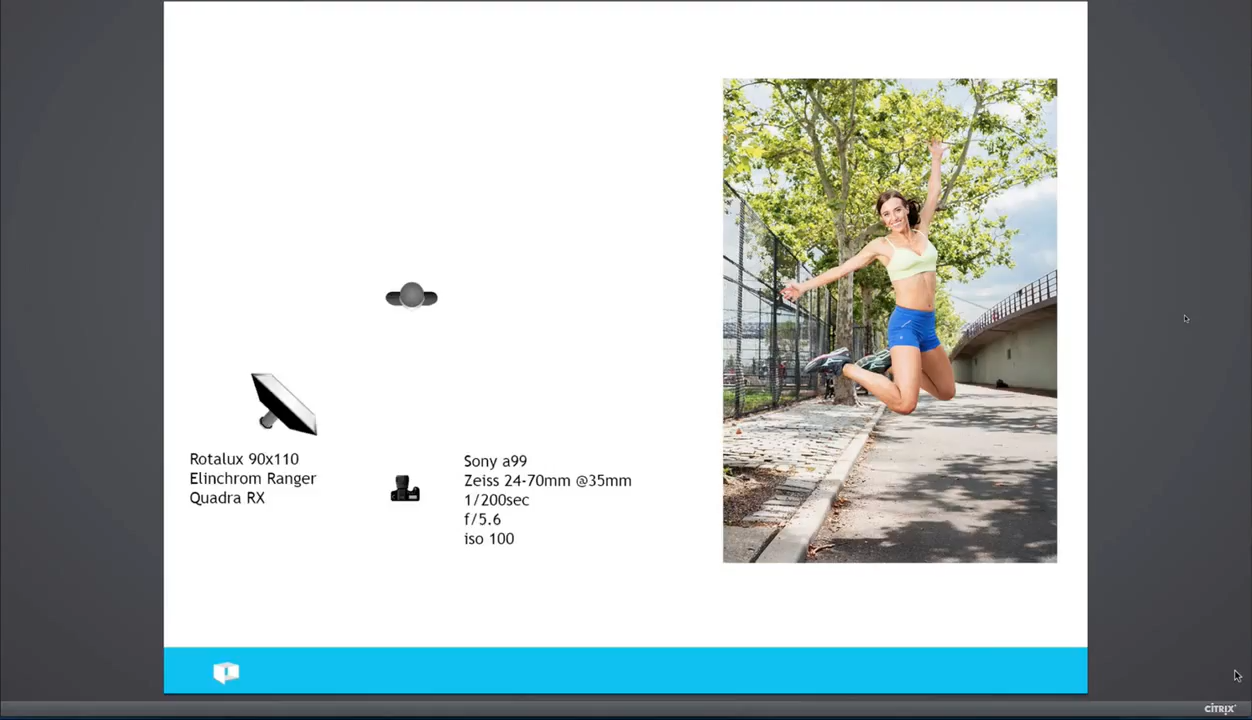 Rotalux 90x110
Elinchrom Ranger
Quadra RX
Sony a99
Zeiss 24-70mm @35mm
1/200sec
f/5.6
iso 100
CITRIX